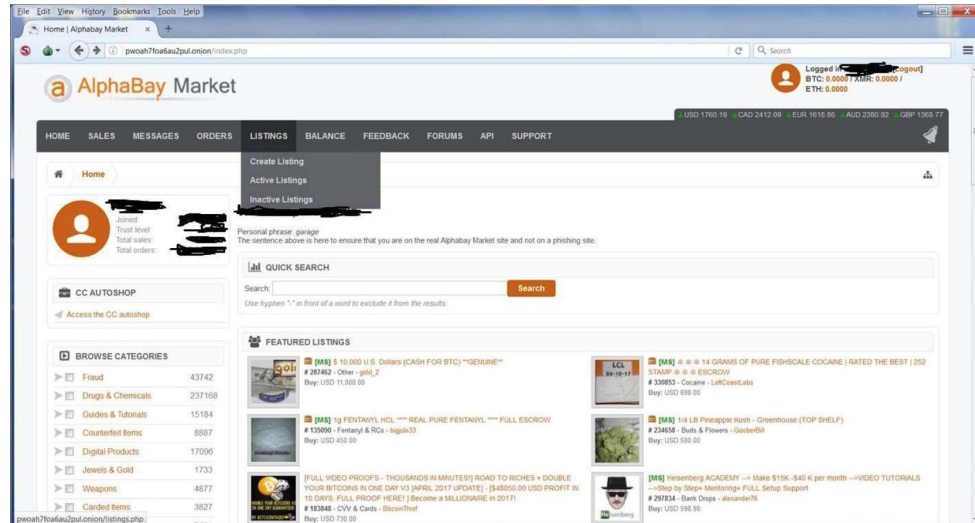 File Edit View History Bookmarks Tools Help
Home | Alphabay Market
pwoah7foa6au2pul.onion/index.php
Search
AlphaBay Market
Logged in Logout]
BTC: 0.0000 / XMR: 0.0000 /
ETH: 0.0000
USD 1760.19 CAD 2412.09 EUR 1618.86 AUD 2380.92 GBP 1368.77
HOME SALES MESSAGES ORDERS LISTINGS BALANCE FEEDBACK FORUMS API SUPPORT
Create Listing
Active Listings
Inactive Listings
Home
Joined:
Trust level:
Total sales:
Total orders:
Personal phrase: garage
The sentence above is here to ensure that you are on the real Alphabay Market site and not on a phishing site.
QUICK SEARCH
Search: Search
Use hyphen "-" in front of a word to exclude it from the results.
CC AUTOSHOP
Access the CC autoshop
BROWSE CATEGORIES
Fraud 43742
Drugs & Chemicals 237168
Guides & Tutorials 15184
Counterfeit Items 8887
Digital Products 17096
Jewels & Gold 1733
Weapons 4877
Carded Items 3827
FEATURED LISTINGS
[MS] $ 10,000 U.S. Dollars (CASH FOR BTC) **GENUINE**
# 287462 - Other - gold_2
Buy: USD 11,000.00
[MS] 14 GRAMS OF PURE FISHSCALE COCAINE | RATED THE BEST | 252
STAMP ESCROW
# 330853 - Cocaine - LeftCoastLabs
Buy: USD 690.00
LCL
[MS] 1g FENTANYL HCL **** REAL PURE FENTANYL **** FULL ESCROW
# 135090 - Fentanyl & RCs - bigjule33
Buy: USD 450.00
[MS] 1/4 LB Pineapple Kush - Greenhouse (TOP SHELF)
# 234658 - Buds & Flowers - Goober­Bill
Buy: USD 500.00
[FULL VIDEO PROOFS - THOUSANDS IN MINUTES!] ROAD TO RICHES + DOUBLE
YOUR BITCOINS IN ONE DAY V3 [APRIL 2017 UPDATE] - [$48050.00 USD PROFIT IN
10 DAYS. FULL PROOF HERE! ] Become a MILLIONAIRE in 2017!
# 183848 - CVV & Cards - BitcoinThief
Buy: USD 730.00
[MS] Heisenberg ACADEMY --> Make $15K -$40 K per month -->VIDEO TUTORIALS
-->Step by Step+ Mentoring+ FULL Setup Support
# 297834 - Bank Drops - alexander76
Buy: USD 598.98
pwoah7foa6au2pul.onion/listings.php